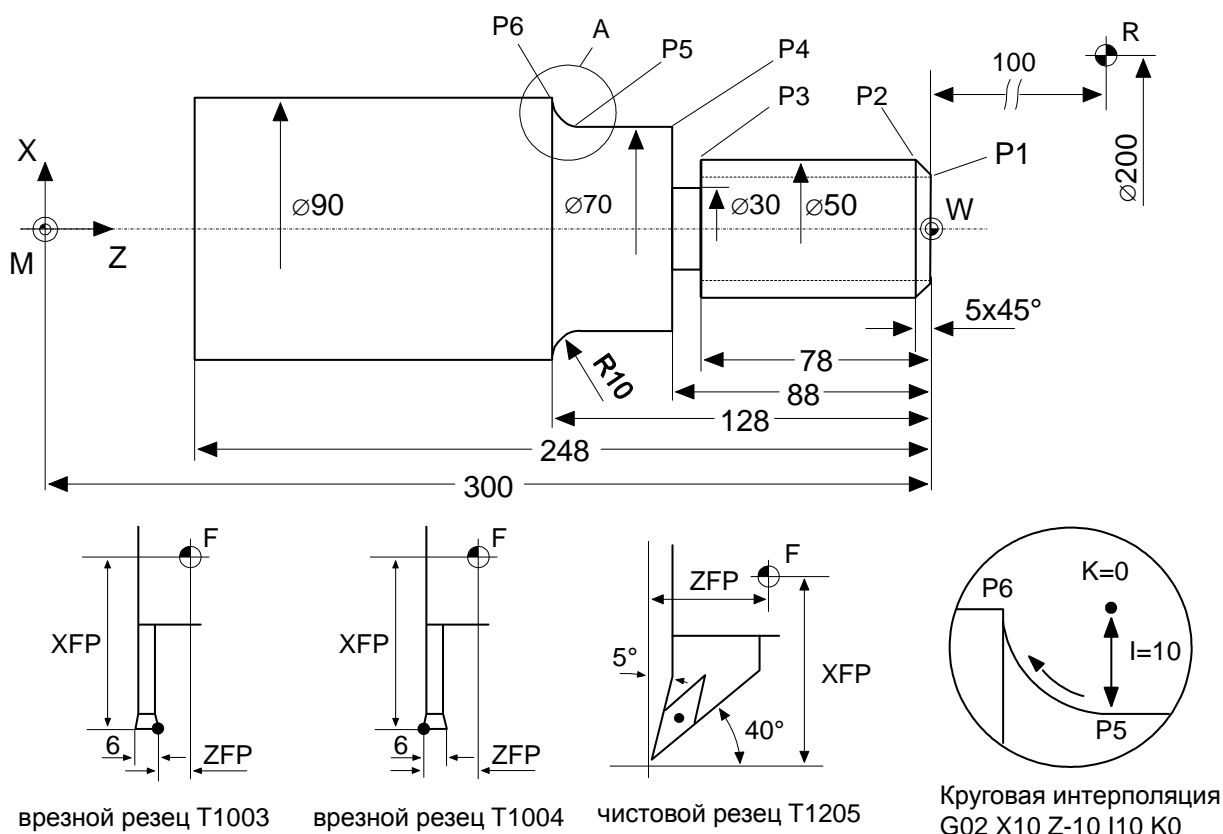 P6
A
P5
P4
R
100
P3
P2
P1
X
⌀200
⌀90
⌀70
⌀30
⌀50
W
M
Z
5x45°
R10
78
88
128
248
300
F
F
F
ZFP
K=0
P6
XFP
XFP
5°
XFP
I=10
P5
6
ZFP
6
ZFP
40°
врезной резец T1003
врезной резец T1004
чистовой резец T1205
Круговая интерполяция
G02 X10 Z-10 I10 K0